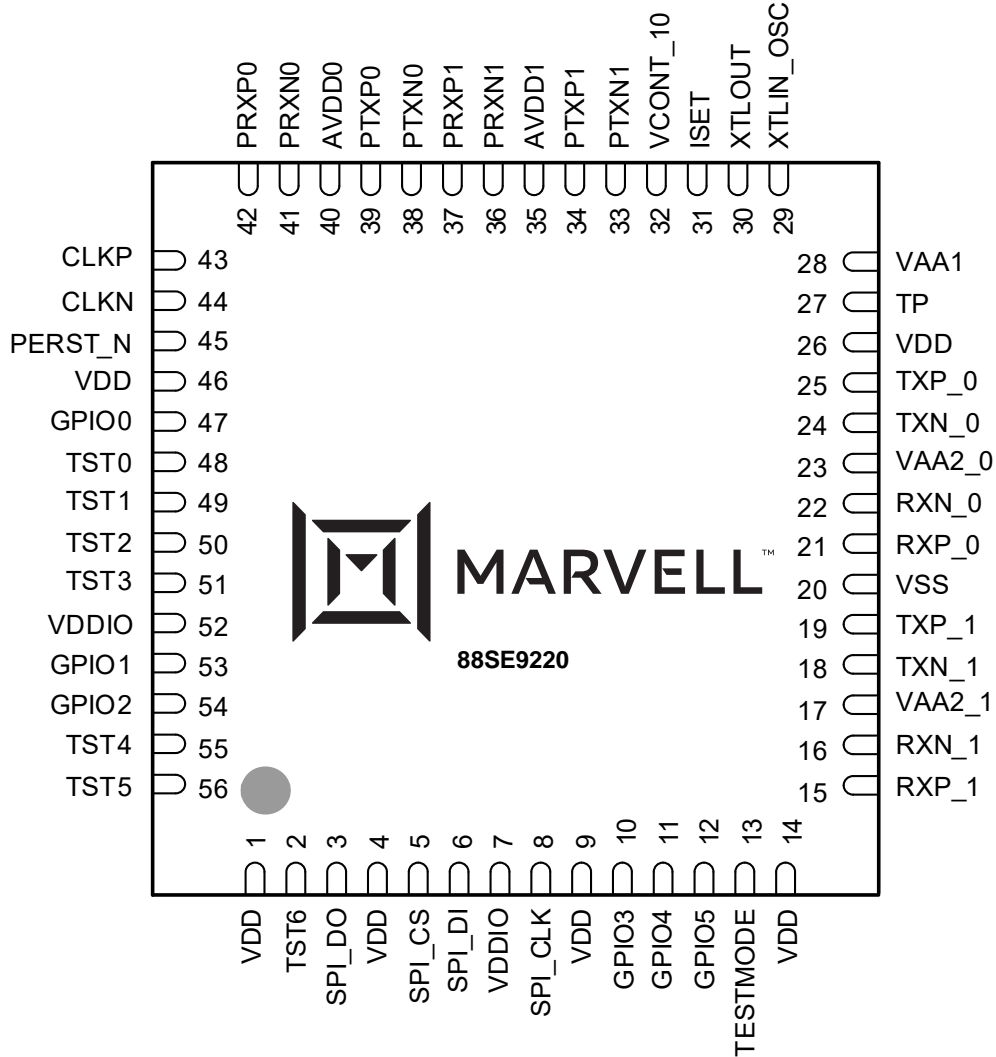 PRXP0
PRXN0
AVDD0
PTXP0
PTXN0
PRXP1
PRXN1
AVDD1
PTXP1
PTXN1
VCONT_10
ISET
XTLOUT
XTLIN_OSC
42
41
40
39
38
37
36
35
34
33
32
31
30
29
CLKP 43
CLKN 44
PERST_N 45
VDD 46
GPIO0 47
TST0 48
TST1 49
TST2 50
TST3 51
VDDIO 52
GPIO1 53
GPIO2 54
TST4 55
TST5 56
MARVELL™
88SE9220
28 VAA1
27 TP
26 VDD
25 TXP_0
24 TXN_0
23 VAA2_0
22 RXN_0
21 RXP_0
20 VSS
19 TXP_1
18 TXN_1
17 VAA2_1
16 RXN_1
15 RXP_1
1
2
3
4
5
6
7
8
9
10
11
12
13
14
VDD
TST6
SPI_DO
VDD
SPI_CS
SPI_DI
VDDIO
SPI_CLK
VDD
GPIO3
GPIO4
GPIO5
TESTMODE
VDD